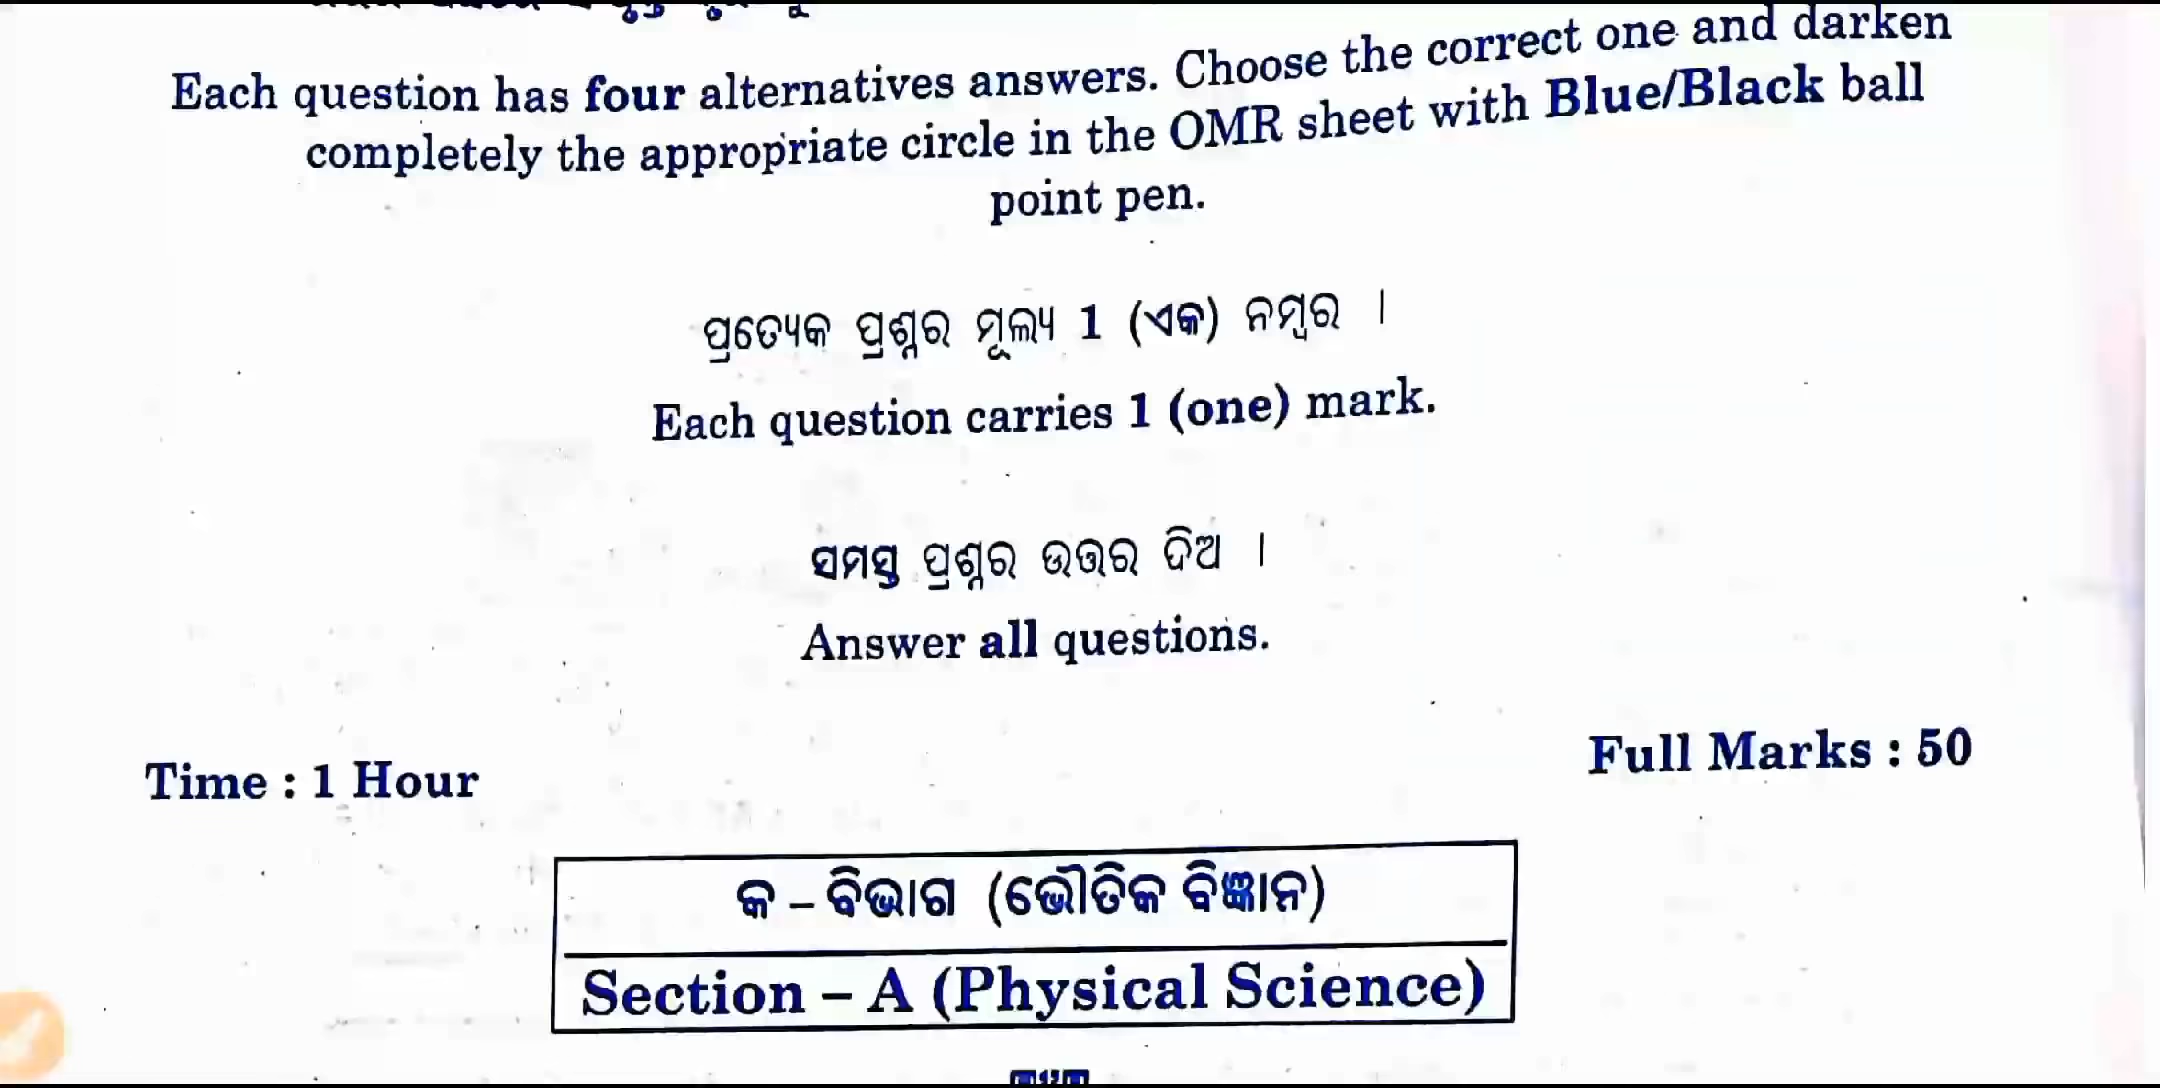 Each question has four alternatives answers. Choose the correct one and darken
completely the appropriate circle in the OMR sheet with Blue/Black ball
point pen.
ପ୍ରତ୍ୟେକ ପ୍ରଶ୍ନର ମୂଲ୍ୟ 1 (ଏକ) ନମ୍ବର ।
Each question carries 1 (one) mark.
ସମସ୍ତ ପ୍ରଶ୍ନର ଉତ୍ତର ଦିଅ ।
Answer all questions.
Time : 1 Hour
Full Marks : 50
କ – ବିଭାଗ (ଭୌତିକ ବିଜ୍ଞାନ)
Section – A (Physical Science)